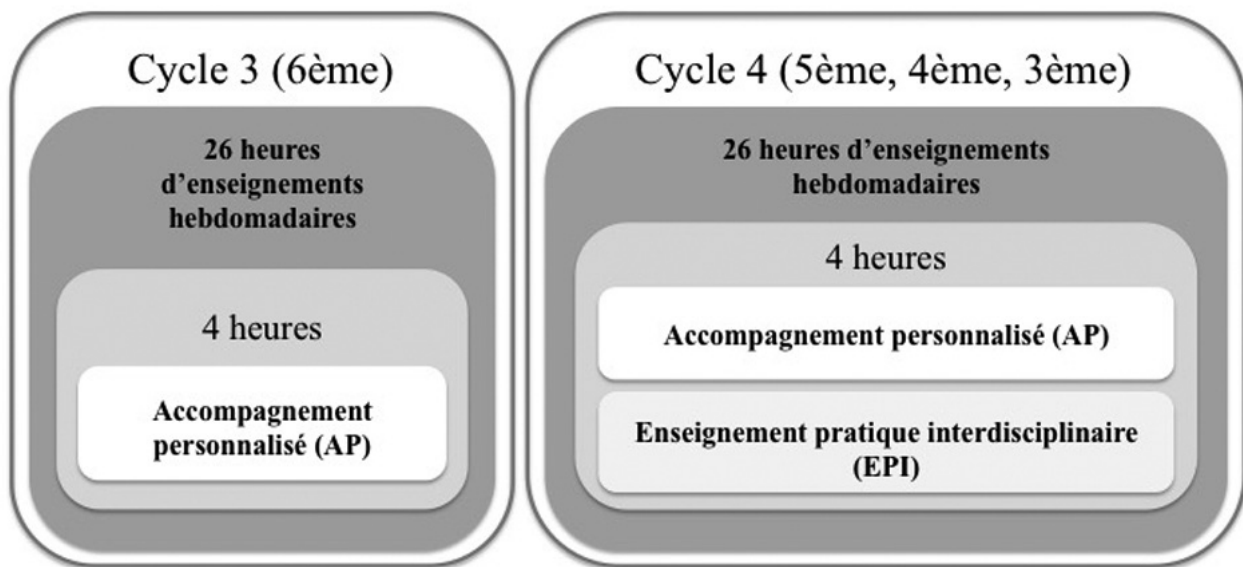 Cycle 3 (6ème)
26 heures
d’enseignements
hebdomadaires
4 heures
Accompagnement
personnalisé (AP)
Cycle 4 (5ème, 4ème, 3ème)
26 heures d’enseignements
hebdomadaires
4 heures
Accompagnement personnalisé (AP)
Enseignement pratique interdisciplinaire
(EPI)